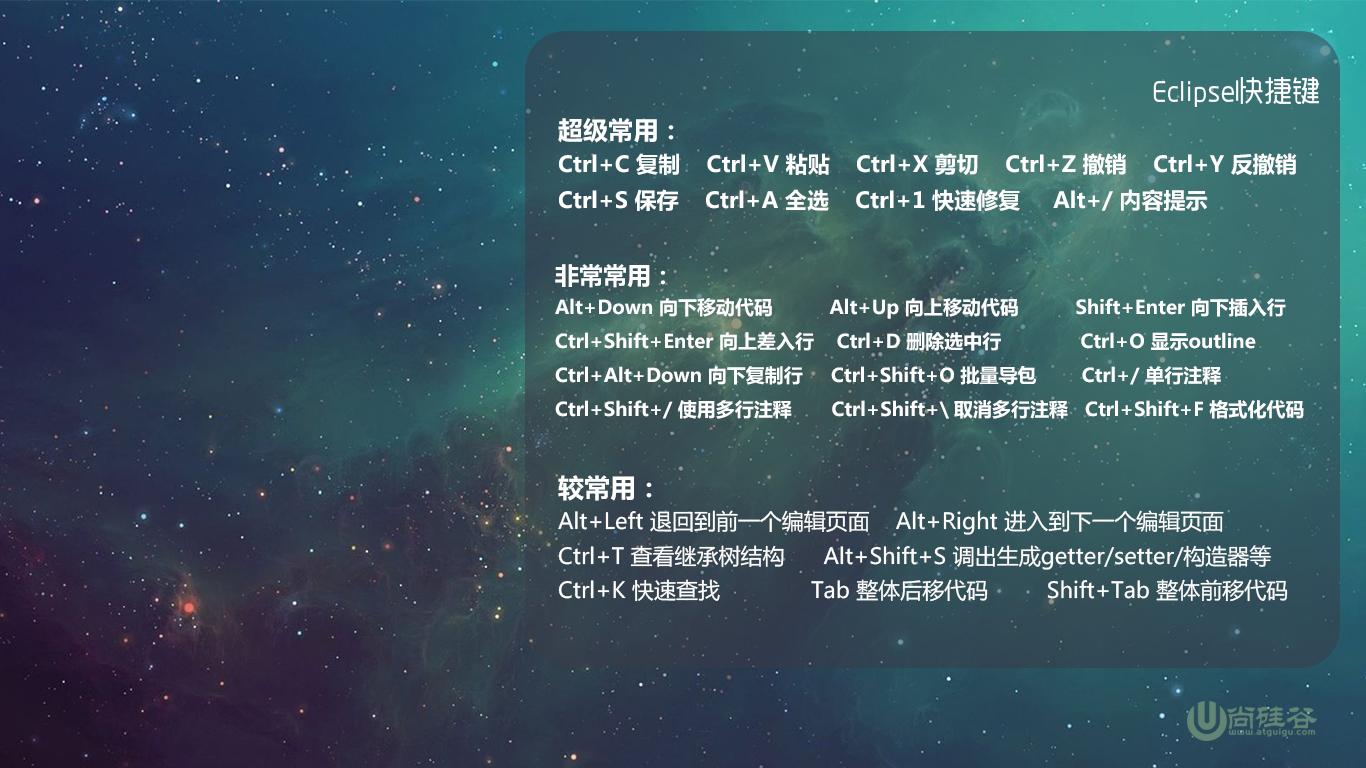 Eclipsel快捷键
超级常用：
Ctrl+C 复制 Ctrl+V 粘贴 Ctrl+X 剪切 Ctrl+Z 撤销 Ctrl+Y 反撤销
Ctrl+S 保存 Ctrl+A 全选 Ctrl+1 快速修复 Alt+/ 内容提示
非常常用：
Alt+Down 向下移动代码 Alt+Up 向上移动代码 Shift+Enter 向下插入行
Ctrl+Shift+Enter 向上差入行 Ctrl+D 删除选中行 Ctrl+O 显示outline
Ctrl+Alt+Down 向下复制行 Ctrl+Shift+O 批量导包 Ctrl+/ 单行注释
Ctrl+Shift+/ 使用多行注释 Ctrl+Shift+\ 取消多行注释 Ctrl+Shift+F 格式化代码
较常用：
Alt+Left 退回到前一个编辑页面 Alt+Right 进入到下一个编辑页面
Ctrl+T 查看继承树结构 Alt+Shift+S 调出生成getter/setter/构造器等
Ctrl+K 快速查找 Tab 整体后移代码 Shift+Tab 整体前移代码
尚硅谷
www.atguigu.com